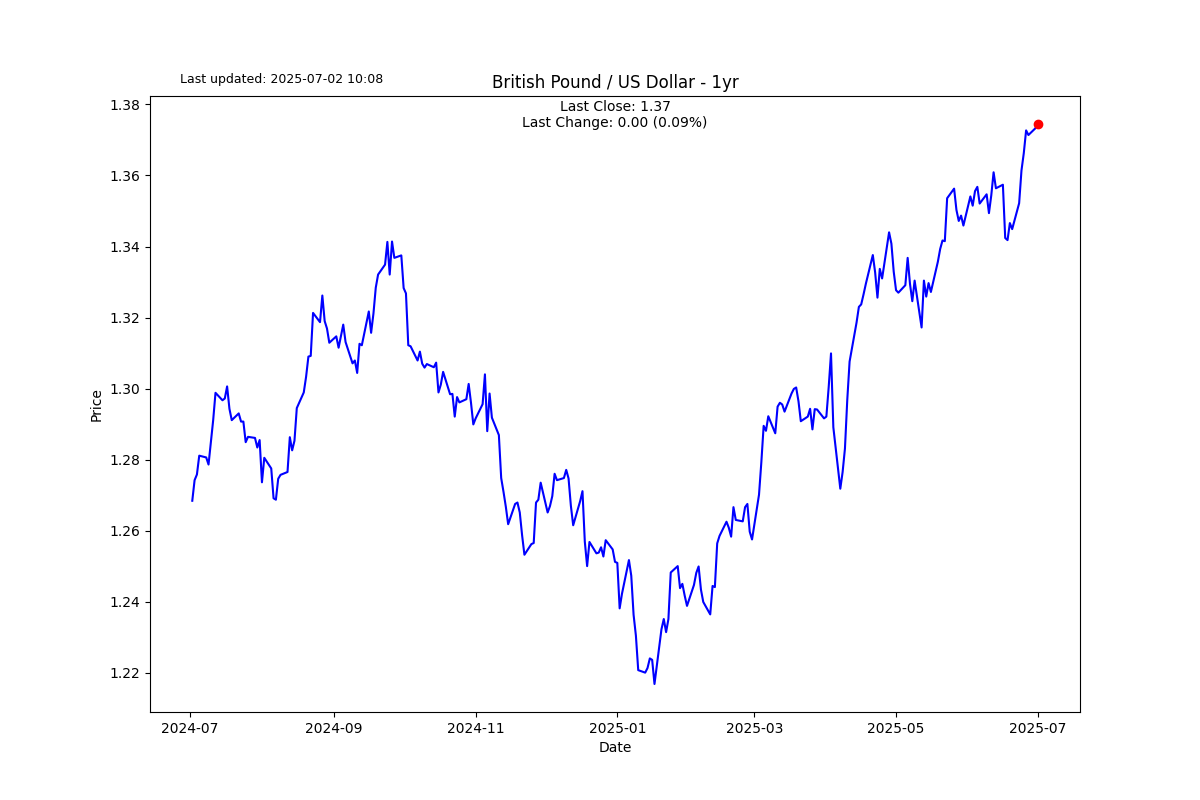 Last updated: 2025-07-02 10:08
British Pound / US Dollar - 1yr
Last Close: 1.37
Last Change: 0.00 (0.09%)
1.38
1.36
1.34
1.32
1.30
1.28
1.26
1.24
1.22
Price
2024-07 2024-09 2024-11 2025-01 2025-03 2025-05 2025-07
Date